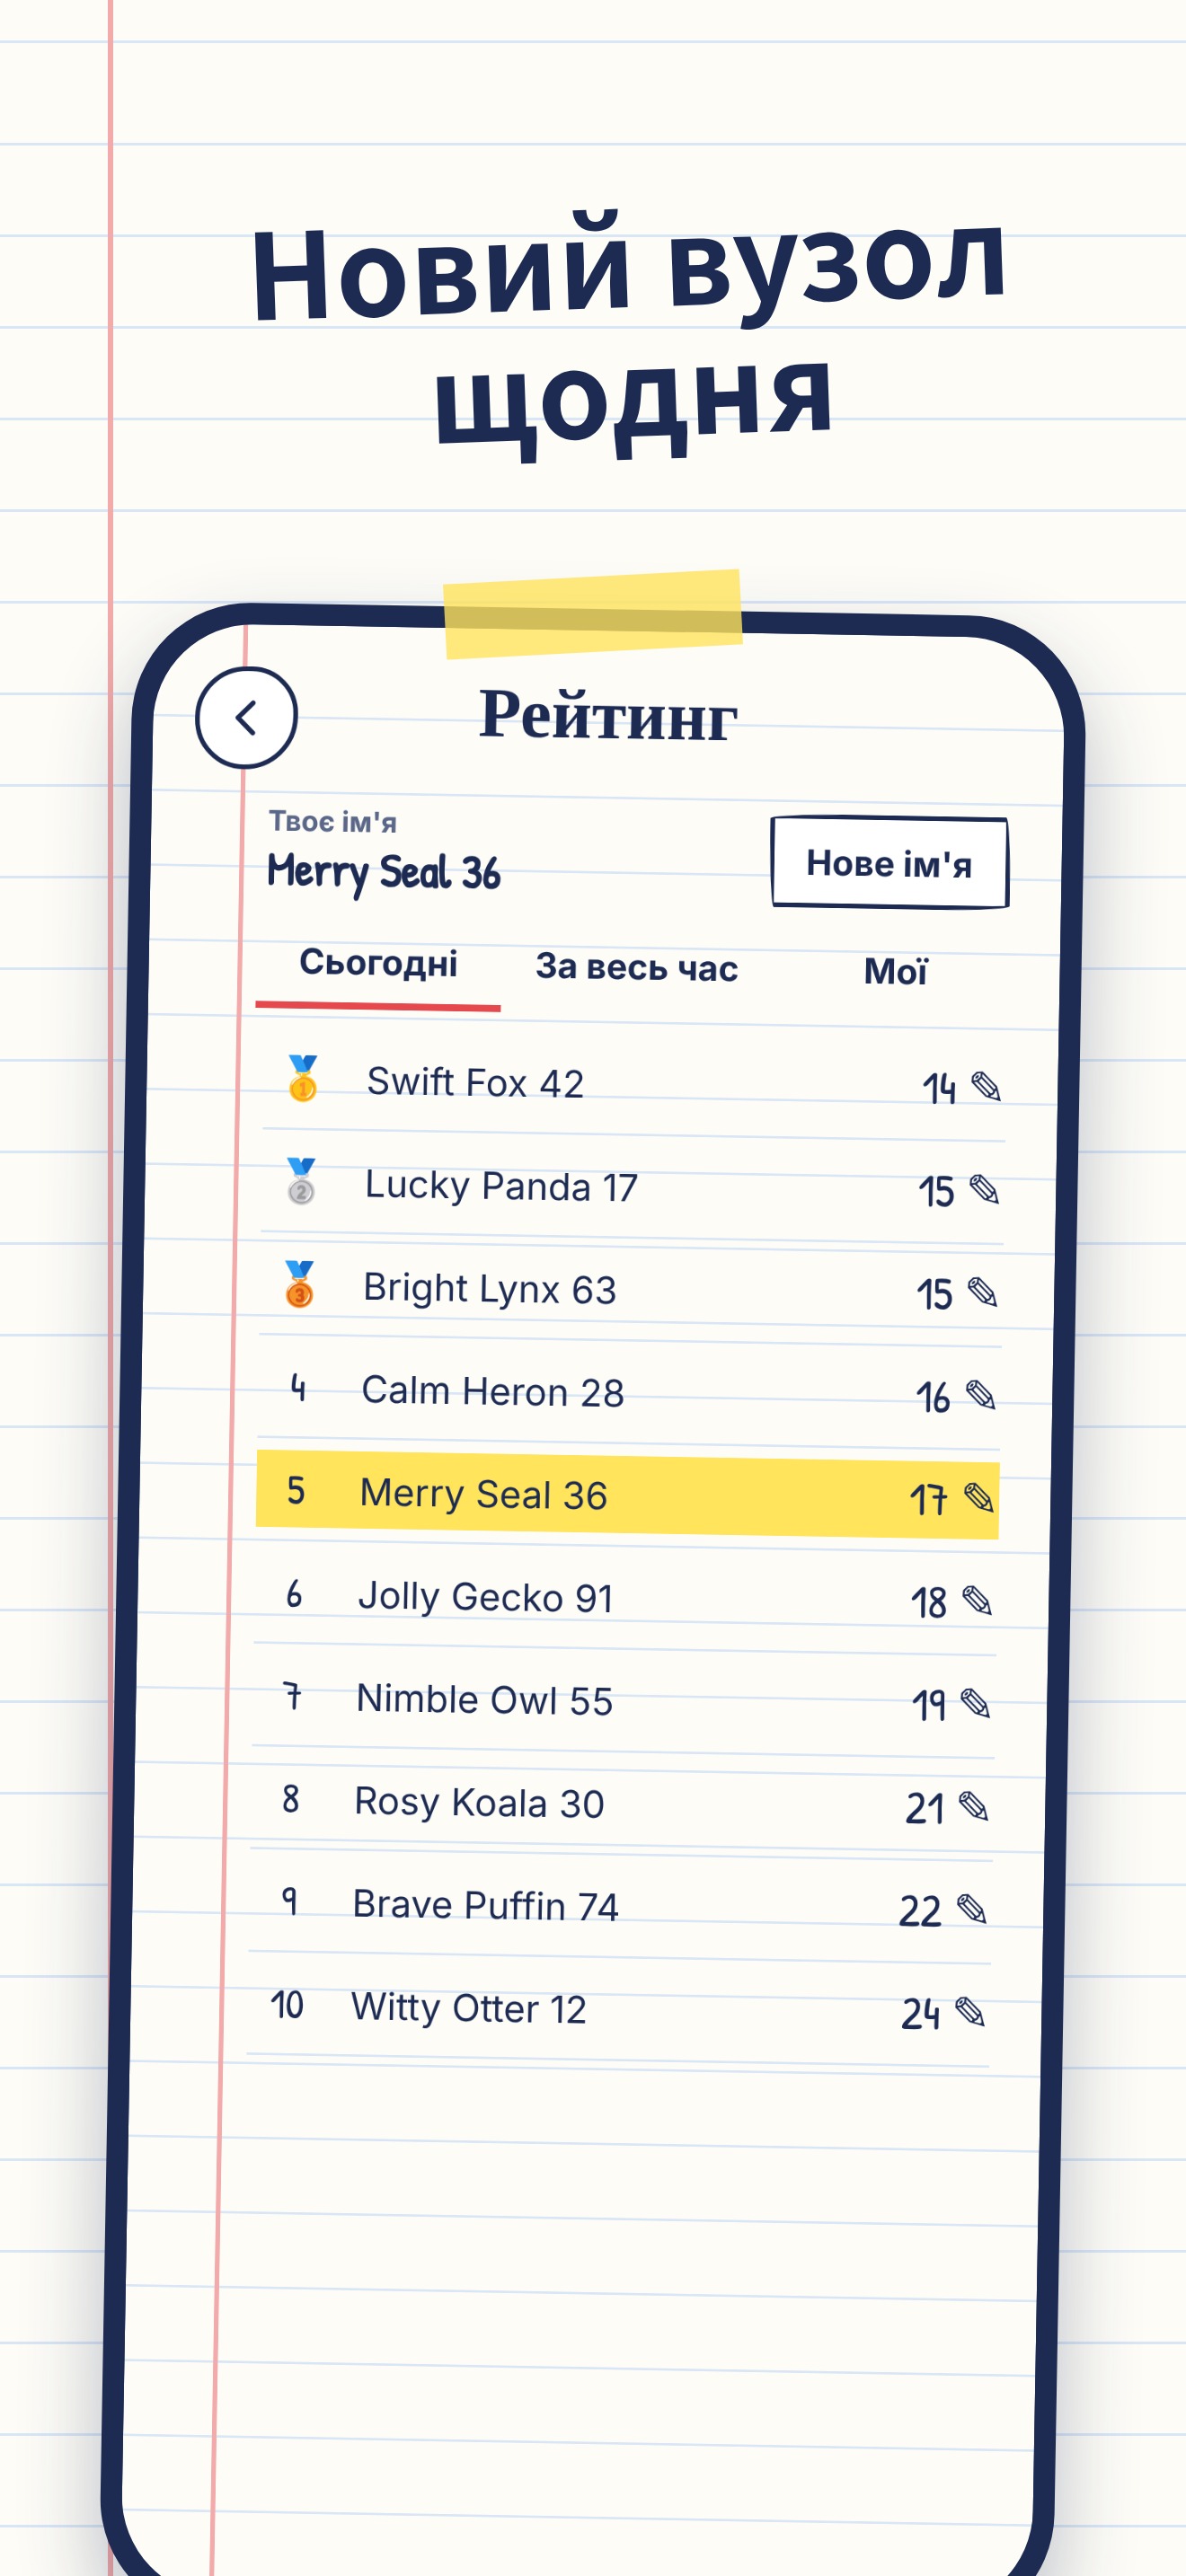 Новий вузол
щодня
Рейтинг
Твоє ім'я
Merry Seal 36
Нове ім'я
Сьогодні За весь час Мої
1 Swift Fox 42 14 ✎
2 Lucky Panda 17 15 ✎
3 Bright Lynx 63 15 ✎
4 Calm Heron 28 16 ✎
5 Merry Seal 36 17 ✎
6 Jolly Gecko 91 18 ✎
7 Nimble Owl 55 19 ✎
8 Rosy Koala 30 21 ✎
9 Brave Puffin 74 22 ✎
10 Witty Otter 12 24 ✎